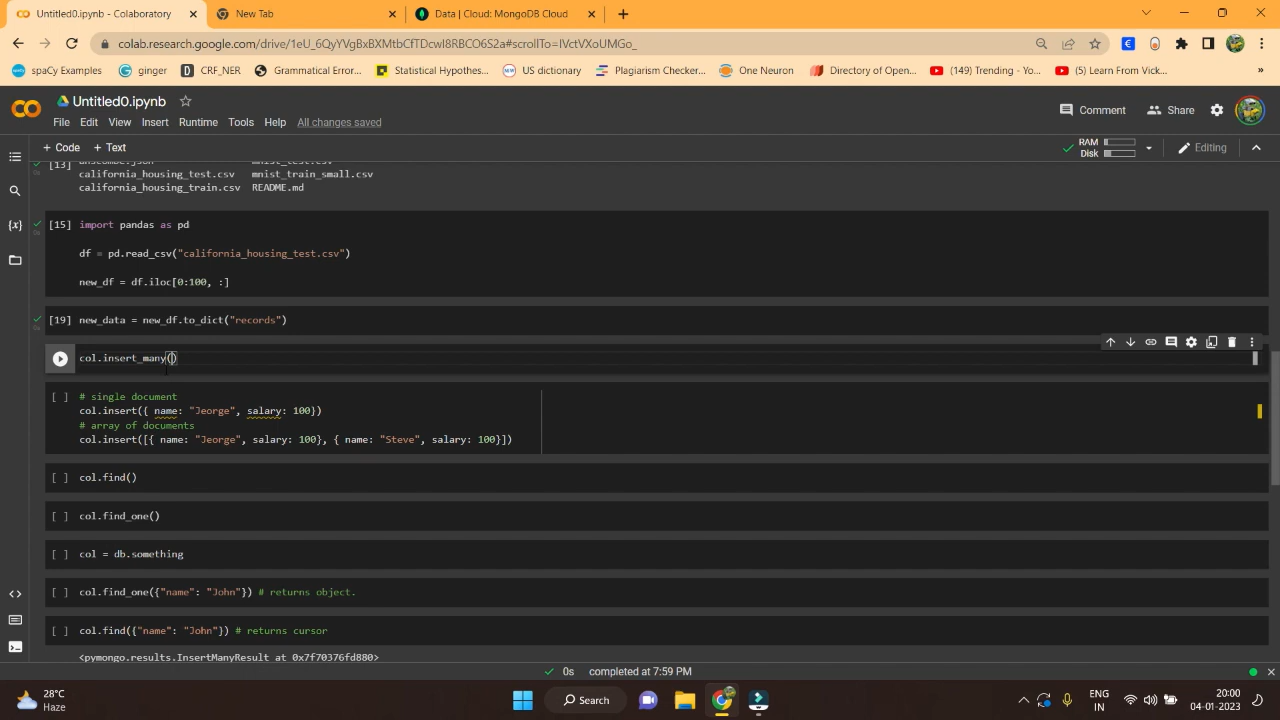 Untitled0.ipynb - Colaboratory
New Tab
Data | Cloud: MongoDB Cloud
colab.research.google.com/drive/1eU_6QyYVgBxBXMtbCfTDcwI8RBCO6S2a#scrollTo=IVctVXoUMGo_
spaCy Examples
ginger
CRF_NER
Grammatical Error...
Statistical Hypothes...
US dictionary
Plagiarism Checker...
One Neuron
Directory of Open...
(149) Trending - Yo...
(5) Learn From Vick...
»
Untitled0.ipynb
Comment
Share
File Edit View Insert Runtime Tools Help All changes saved
+ Code + Text
RAM
Disk
Editing
[13]
california_housing_test.csv mnist_train_small.csv
california_housing_train.csv README.md
[15] import pandas as pd
df = pd.read_csv("california_housing_test.csv")
new_df = df.iloc[0:100, :]
[19] new_data = new_df.to_dict("records")
col.insert_many()
[ ] # single document
col.insert({ name: "Jeorge", salary: 100})
# array of documents
col.insert([{ name: "Jeorge", salary: 100}, { name: "Steve", salary: 100}])
[ ] col.find()
[ ] col.find_one()
[ ] col = db.something
[ ] col.find_one({"name": "John"}) # returns object.
[ ] col.find({"name": "John"}) # returns cursor
<pymongo.results.InsertManyResult at 0x7f70376fd880>
0s completed at 7:59 PM
28°C
Haze
Search
ENG
IN
20:00
04-01-2023